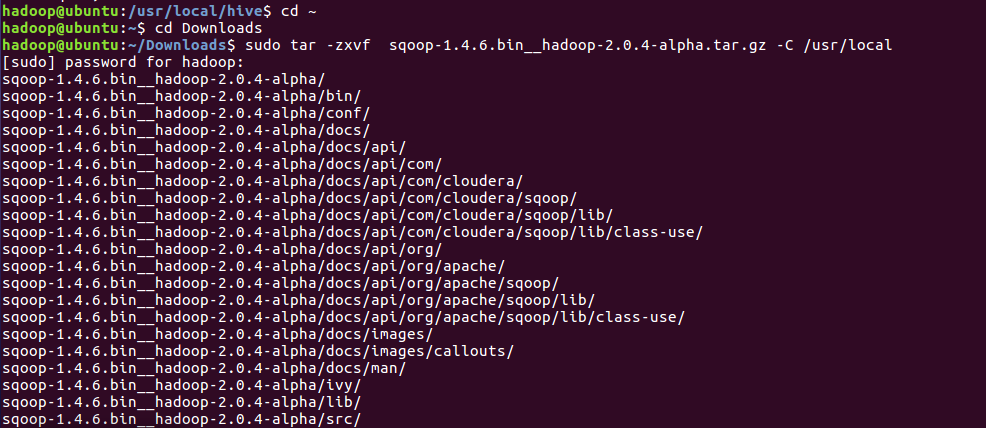 hadoop@ubuntu:/usr/local/hive$ cd ~
hadoop@ubuntu:~$ cd Downloads
hadoop@ubuntu:~/Downloads$ sudo tar -zxvf  sqoop-1.4.6.bin__hadoop-2.0.4-alpha.tar.gz -C /usr/local
[sudo] password for hadoop:
sqoop-1.4.6.bin__hadoop-2.0.4-alpha/
sqoop-1.4.6.bin__hadoop-2.0.4-alpha/bin/
sqoop-1.4.6.bin__hadoop-2.0.4-alpha/conf/
sqoop-1.4.6.bin__hadoop-2.0.4-alpha/docs/
sqoop-1.4.6.bin__hadoop-2.0.4-alpha/docs/api/
sqoop-1.4.6.bin__hadoop-2.0.4-alpha/docs/api/com/
sqoop-1.4.6.bin__hadoop-2.0.4-alpha/docs/api/com/cloudera/
sqoop-1.4.6.bin__hadoop-2.0.4-alpha/docs/api/com/cloudera/sqoop/
sqoop-1.4.6.bin__hadoop-2.0.4-alpha/docs/api/com/cloudera/sqoop/lib/
sqoop-1.4.6.bin__hadoop-2.0.4-alpha/docs/api/com/cloudera/sqoop/lib/class-use/
sqoop-1.4.6.bin__hadoop-2.0.4-alpha/docs/api/org/
sqoop-1.4.6.bin__hadoop-2.0.4-alpha/docs/api/org/apache/
sqoop-1.4.6.bin__hadoop-2.0.4-alpha/docs/api/org/apache/sqoop/
sqoop-1.4.6.bin__hadoop-2.0.4-alpha/docs/api/org/apache/sqoop/lib/
sqoop-1.4.6.bin__hadoop-2.0.4-alpha/docs/api/org/apache/sqoop/lib/class-use/
sqoop-1.4.6.bin__hadoop-2.0.4-alpha/docs/images/
sqoop-1.4.6.bin__hadoop-2.0.4-alpha/docs/images/callouts/
sqoop-1.4.6.bin__hadoop-2.0.4-alpha/docs/man/
sqoop-1.4.6.bin__hadoop-2.0.4-alpha/ivy/
sqoop-1.4.6.bin__hadoop-2.0.4-alpha/lib/
sqoop-1.4.6.bin__hadoop-2.0.4-alpha/src/